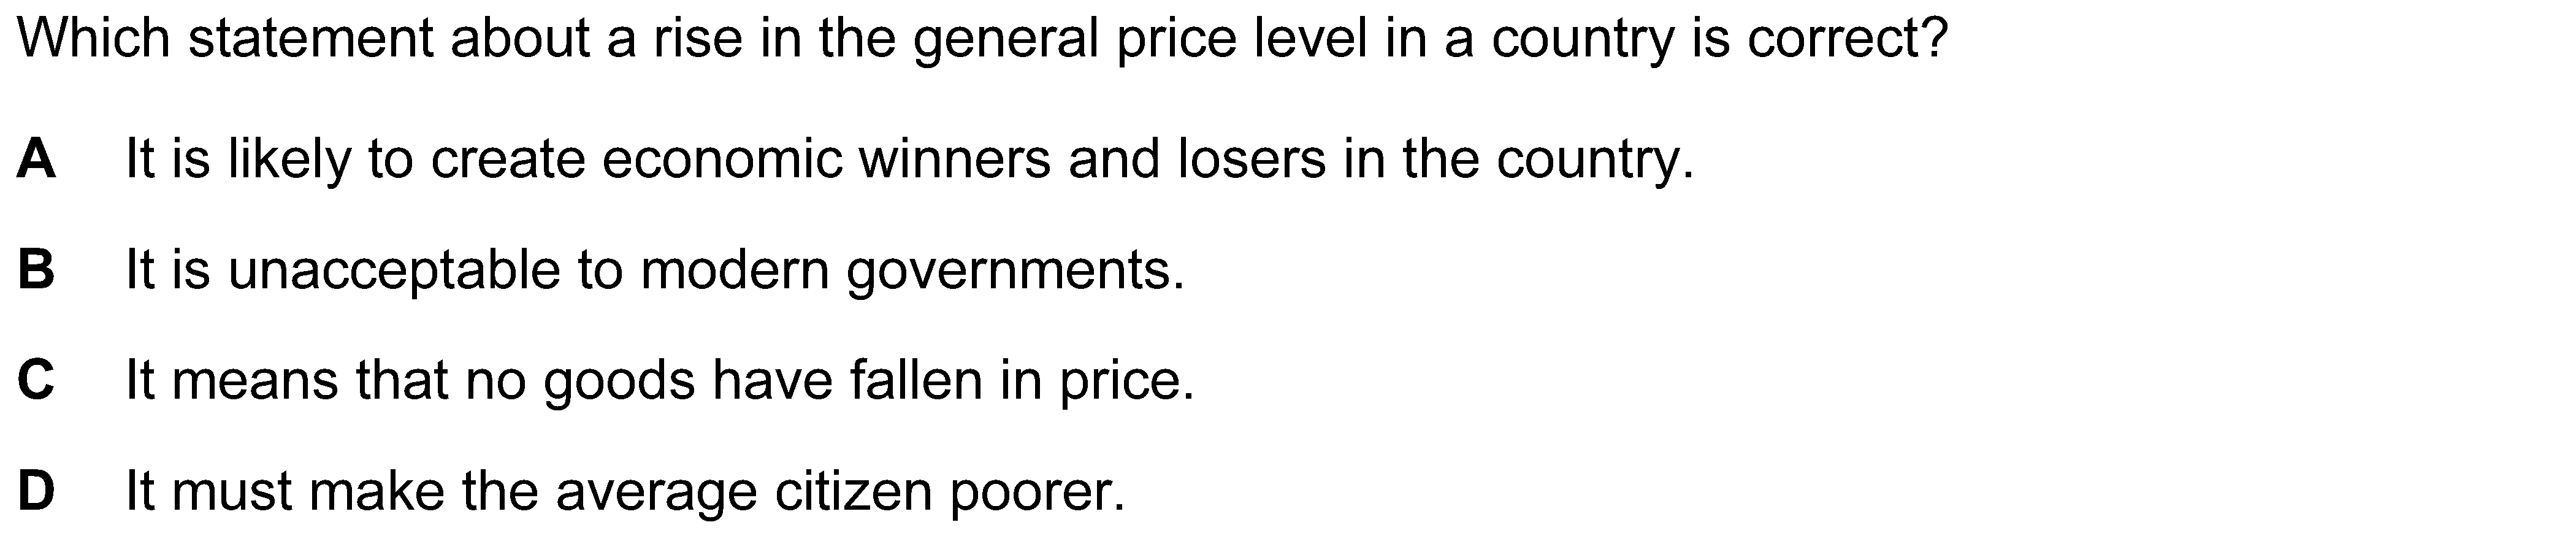 Which statement about a rise in the general price level in a country is correct?
A It is likely to create economic winners and losers in the country.
B It is unacceptable to modern governments.
C It means that no goods have fallen in price.
D It must make the average citizen poorer.